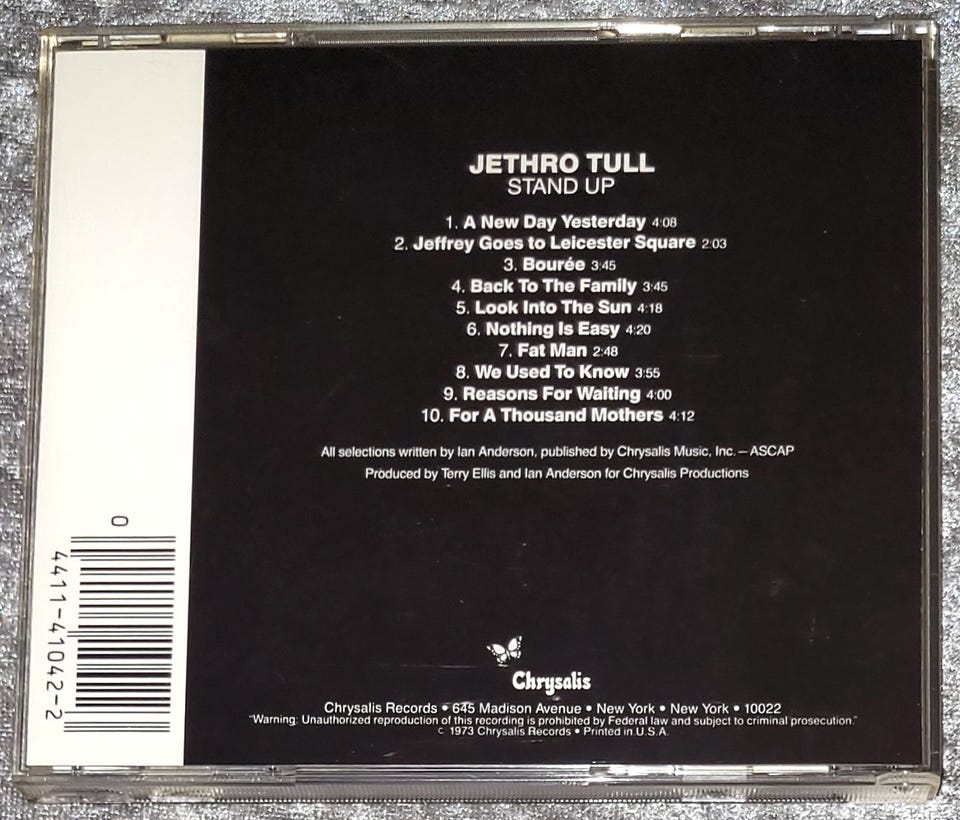 JETHRO TULL
STAND UP
1. A New Day Yesterday 4:08
2. Jeffrey Goes to Leicester Square 2:03
3. Bourée 3:45
4. Back To The Family 3:45
5. Look Into The Sun 4:18
6. Nothing Is Easy 4:20
7. Fat Man 2:48
8. We Used To Know 3:55
9. Reasons For Waiting 4:00
10. For A Thousand Mothers 4:12
All selections written by Ian Anderson, published by Chrysalis Music, Inc. — ASCAP
Produced by Terry Ellis and Ian Anderson for Chrysalis Productions
0
4411-41042-2
Chrysalis
Chrysalis Records • 645 Madison Avenue • New York • New York • 10022
"Warning: Unauthorized reproduction of this recording is prohibited by Federal law and subject to criminal prosecution."
c 1973 Chrysalis Records • Printed in U.S.A.